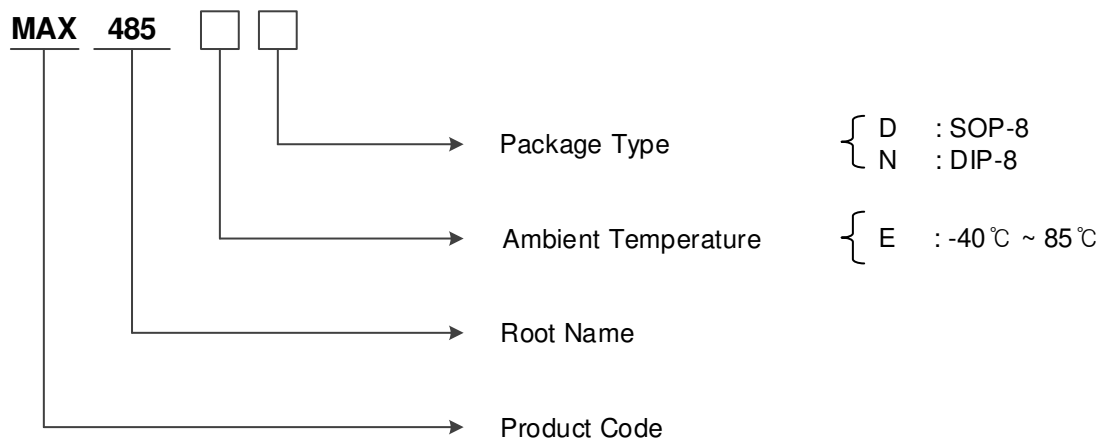 MAX 485
Package Type
D : SOP-8
N : DIP-8
Ambient Temperature
E : -40℃ ~ 85℃
Root Name
Product Code